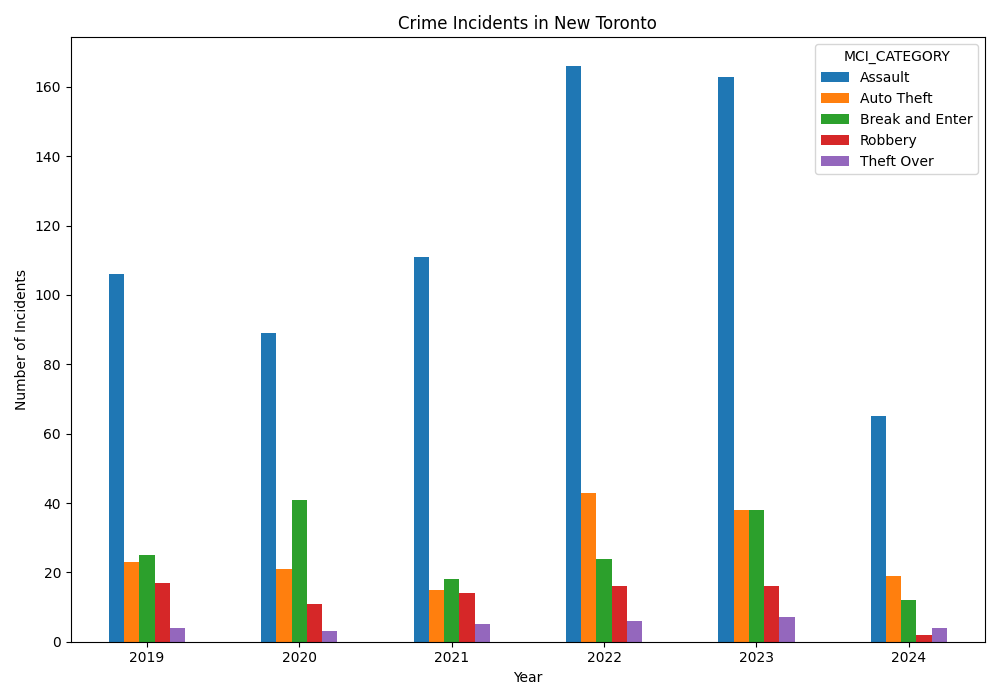 Crime Incidents in New Toronto
MCI_CATEGORY
Assault
Auto Theft
Break and Enter
Robbery
Theft Over
Number of Incidents
160
140
120
100
80
60
40
20
0
2019 2020 2021 2022 2023 2024
Year